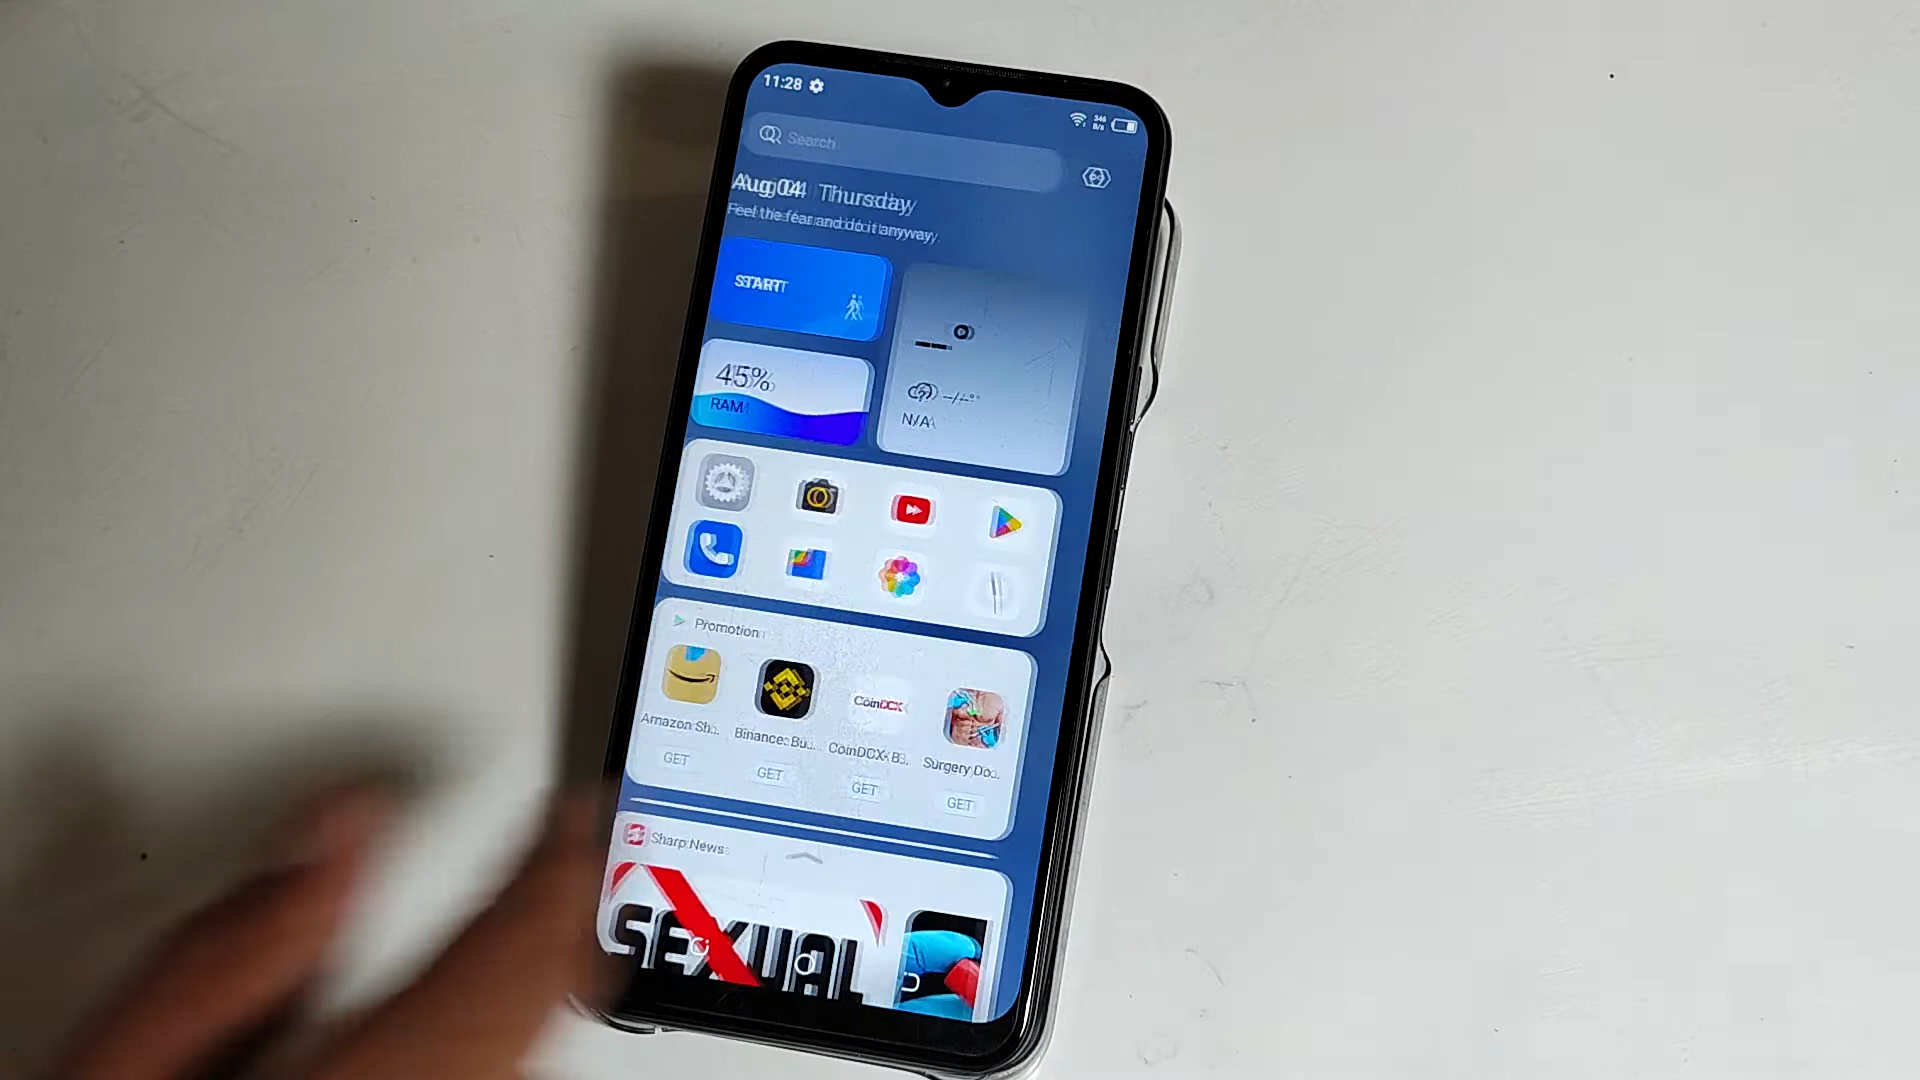 11:28
346
B/s
Search
Aug 04 Thursday
Feel the fear and do it anyway.
START
45%
RAM
--/--°
N/A
Promotion
Amazon Sh..
Binance: Bu...
CoinDCX
CoinDCX: B..
Surgery Do..
GET
GET
GET
GET
Sharp News
SEXUAL